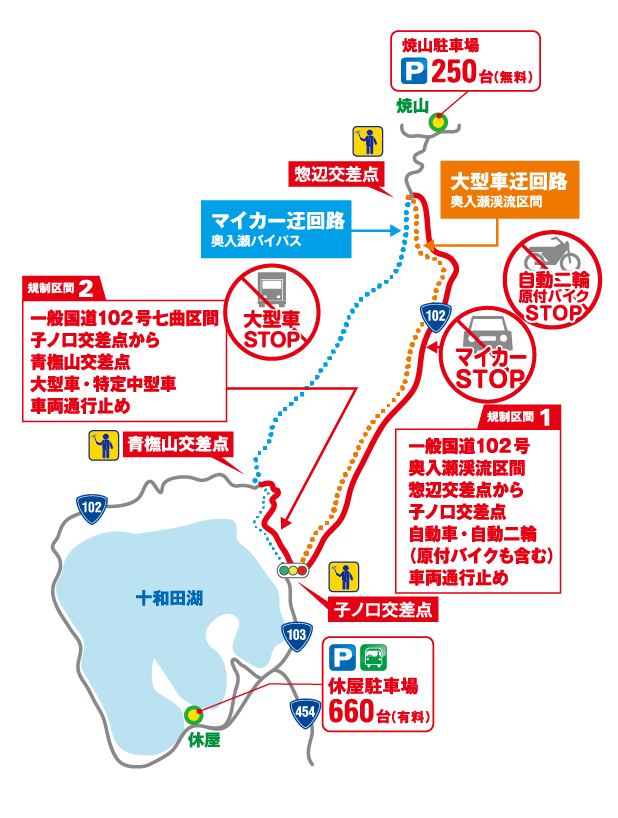 焼山駐車場
P 250台(無料)
焼山
惣辺交差点
大型車迂回路
奥入瀬渓流区間
マイカー迂回路
奥入瀬バイパス
自動二輪
原付バイク
STOP
規制区間 2
一般国道102号七曲区間
子ノ口交差点から
青橅山交差点
大型車・特定中型車
車両通行止め
大型車
STOP
102
マイカー
STOP
規制区間 1
一般国道102号
奥入瀬渓流区間
惣辺交差点から
子ノ口交差点
自動車・自動二輪
(原付バイクも含む)
車両通行止め
青橅山交差点
102
十和田湖
子ノ口交差点
103
P
休屋駐車場
660台(有料)
454
休屋